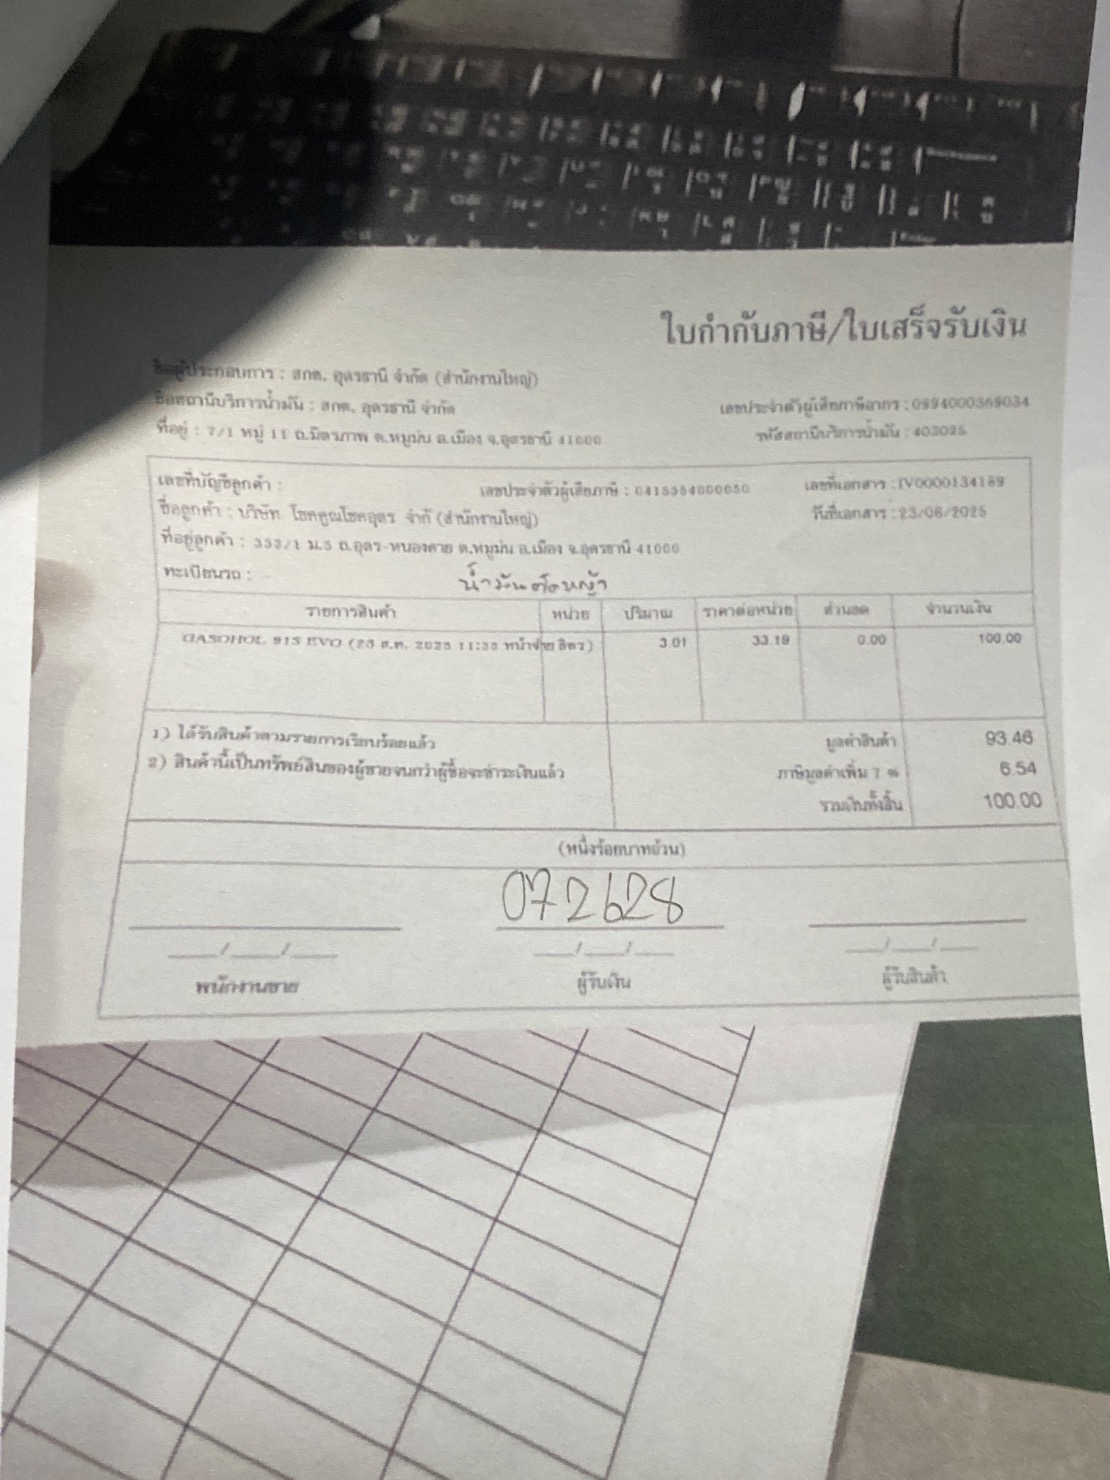 ใบกำกับภาษี/ใบเสร็จรับเงิน
ชื่อผู้ประกอบการ : สกต. อุดรธานี จำกัด (สำนักงานใหญ่)
ชื่อสถานีบริการน้ำมัน : สกต. อุดรธานี จำกัด
เลขประจำตัวผู้เสียภาษีอากร : 0994000369034
ที่อยู่ : 7/1 หมู่ 11 ถ.มิตรภาพ ต.หมูม่น อ.เมือง จ.อุดรธานี 41000
รหัสสถานีบริการน้ำมัน : 403025
เลขที่บัญชีลูกค้า :
เลขประจำตัวผู้เสียภาษี :
เลขที่เอกสาร : IV0000134189
ชื่อลูกค้า : บริษัท โชคคูณโชคอุดร จำกั (สำนักงานใหญ่)
วันที่เอกสาร :
ที่อยู่ลูกค้า : 353/1 ม.5 ถ.อุดร-หนองคาย ต.หมูม่น อ.เมือง จ.อุดรธานี 41000
ทะเบียนรถ :
น้ำมันตัดหญ้า
รายการสินค้า หน่วย ปริมาณ ราคาต่อหน่วย ส่วนลด จำนวนเงิน
GASOHOL 91S EVO 3.01 33.19 0.00 100.00
1) ได้รับสินค้าตามรายการเรียบร้อยแล้ว
มูลค่าสินค้า 93.46
2) สินค้านี้เป็นทรัพย์สินของผู้ขายจนกว่าผู้ซื้อจะชำระเงินแล้ว
ภาษีมูลค่าเพิ่ม 7 % 6.54
รวมเงินทั้งสิ้น 100.00
(หนึ่งร้อยบาทถ้วน)
072628
พนักงานขาย ผู้รับเงิน ผู้รับสินค้า